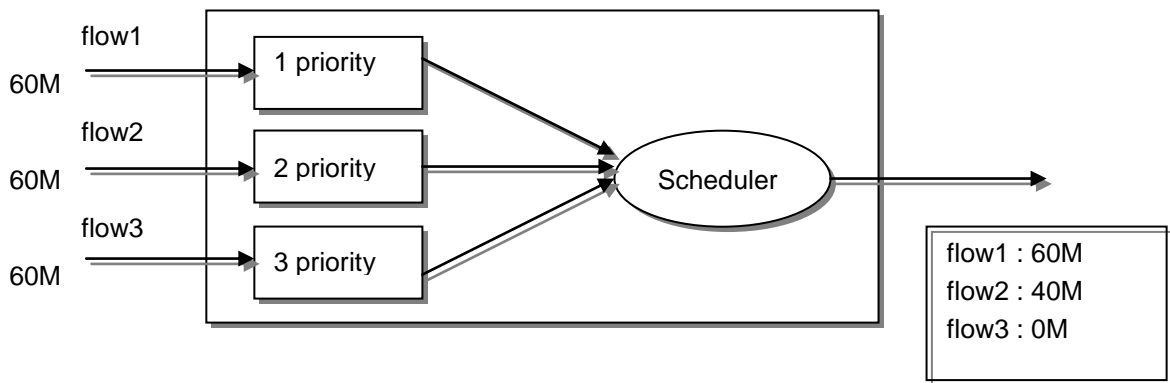 flow1
60M
1 priority
flow2
60M
2 priority
Scheduler
flow3
60M
3 priority
flow1 : 60M
flow2 : 40M
flow3 : 0M